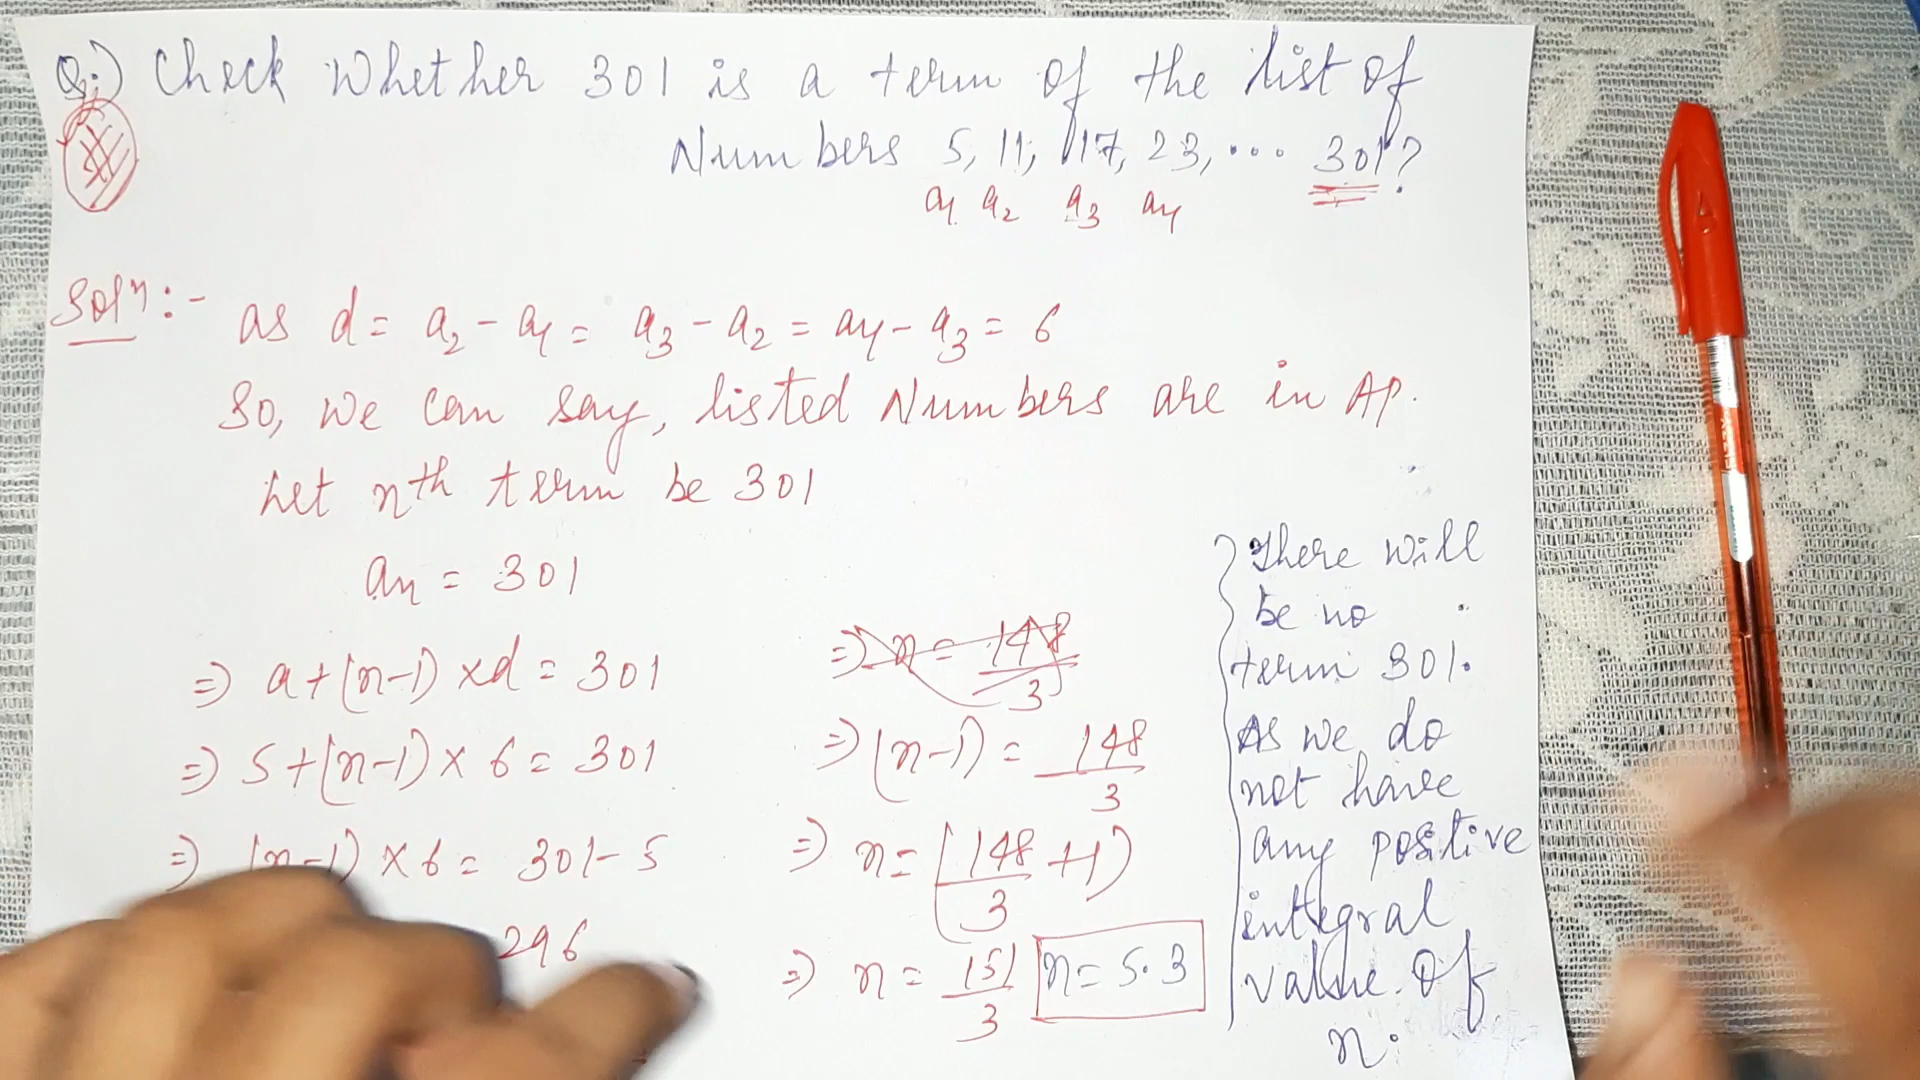 Q:) Check Whether 301 is a term of the list of
Numbers 5, 11, 17, 23, ... 301?
a1 a2 a3 a4
Solⁿ:- as d = a2 - a1 = a3 - a2 = a4 - a3 = 6
So, we can say, listed Numbers are in AP.
Let nth term be 301
an = 301
=) a+(n-1) xd = 301
=) 5+(n-1) x 6 = 301
=) (n-1) x 6 = 301-5
296
=) n = 148/3
=) (n-1) = 148/3
=) n = (148/3 +1)
=) n = 151/3 n = 5.3
There will
be no
term 301.
As we do
not have
any positive
integral
value of
n.